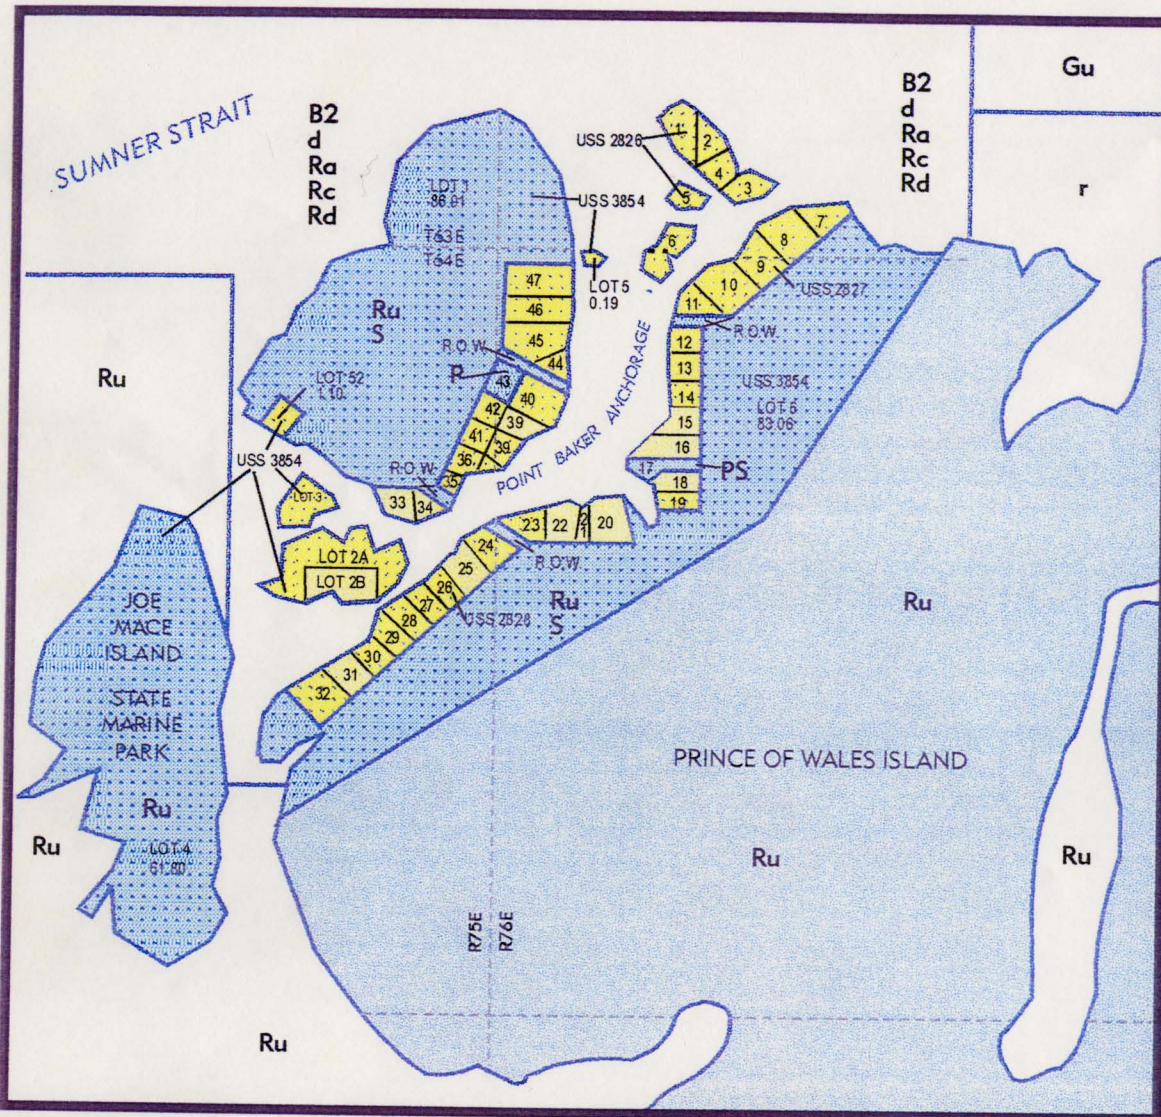 Gu
SUMNER STRAIT
B2
d
Ra
Rc
Rd
B2
d
Ra
Rc
Rd
r
USS 2826
1
2
4
3
5
6
LOT 1
86.01
USS 3854
T63E
T64E
LOT 5
0.19
7
8
9
10
11
USS 2827
R.O.W.
47
46
45
44
R.O.W.
Ru
S
P
43
42
40
41
39
36
39
35
R.O.W.
33
34
12
13
14
15
16
17
18
19
PS
USS 3854
LOT 6
83.06
POINT BAKER ANCHORAGE
Ru
LOT 52
1.10
USS 3854
LOT 3
LOT 2A
LOT 2B
23
22
21
20
24
R.O.W.
25
26
27
28
29
30
31
32
USS 2828
Ru
S
Ru
JOE
MACE
ISLAND
STATE
MARINE
PARK
Ru
LOT 4
61.80
Ru
PRINCE OF WALES ISLAND
Ru
Ru
R75E
R76E
Ru